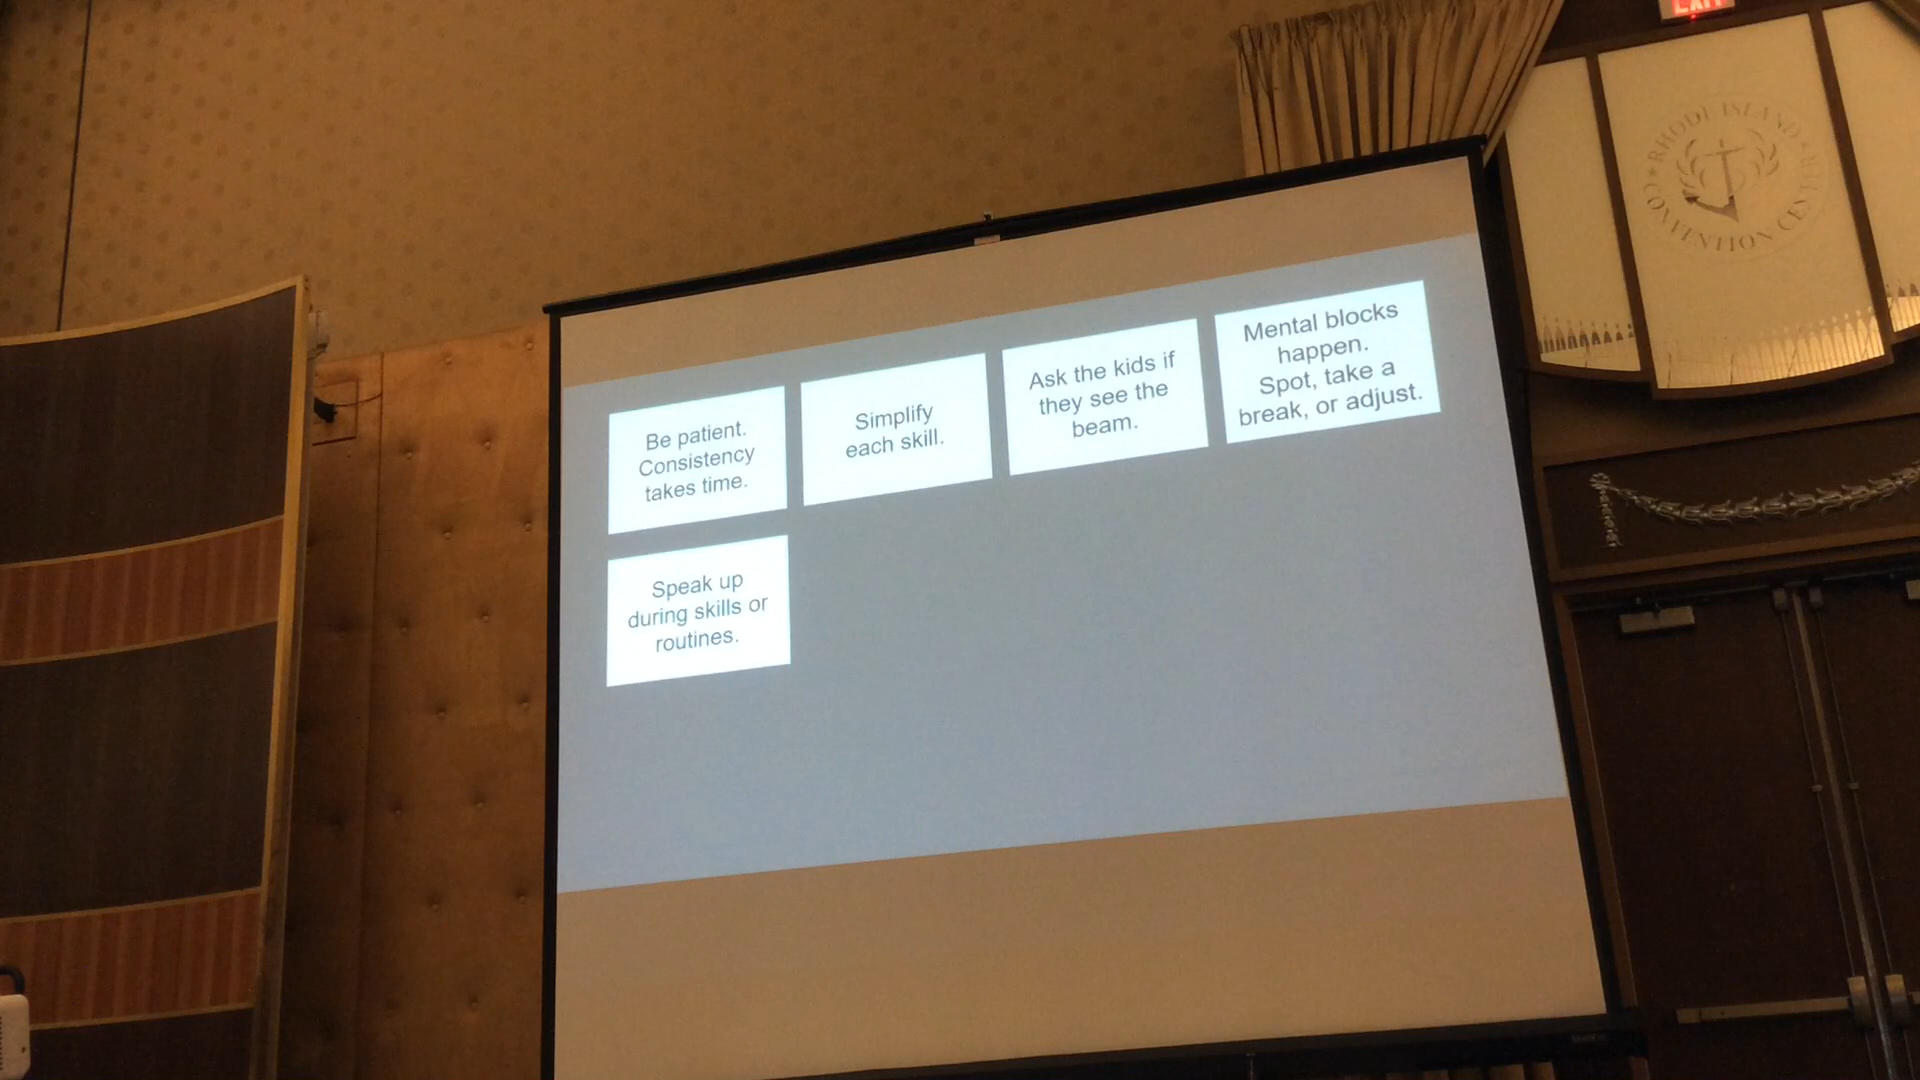 EXIT
RHODE ISLAND
CONVENTION CENTER
Be patient.
Consistency
takes time.
Simplify
each skill.
Ask the kids if
they see the
beam.
Mental blocks
happen.
Spot, take a
break, or adjust.
Speak up
during skills or
routines.